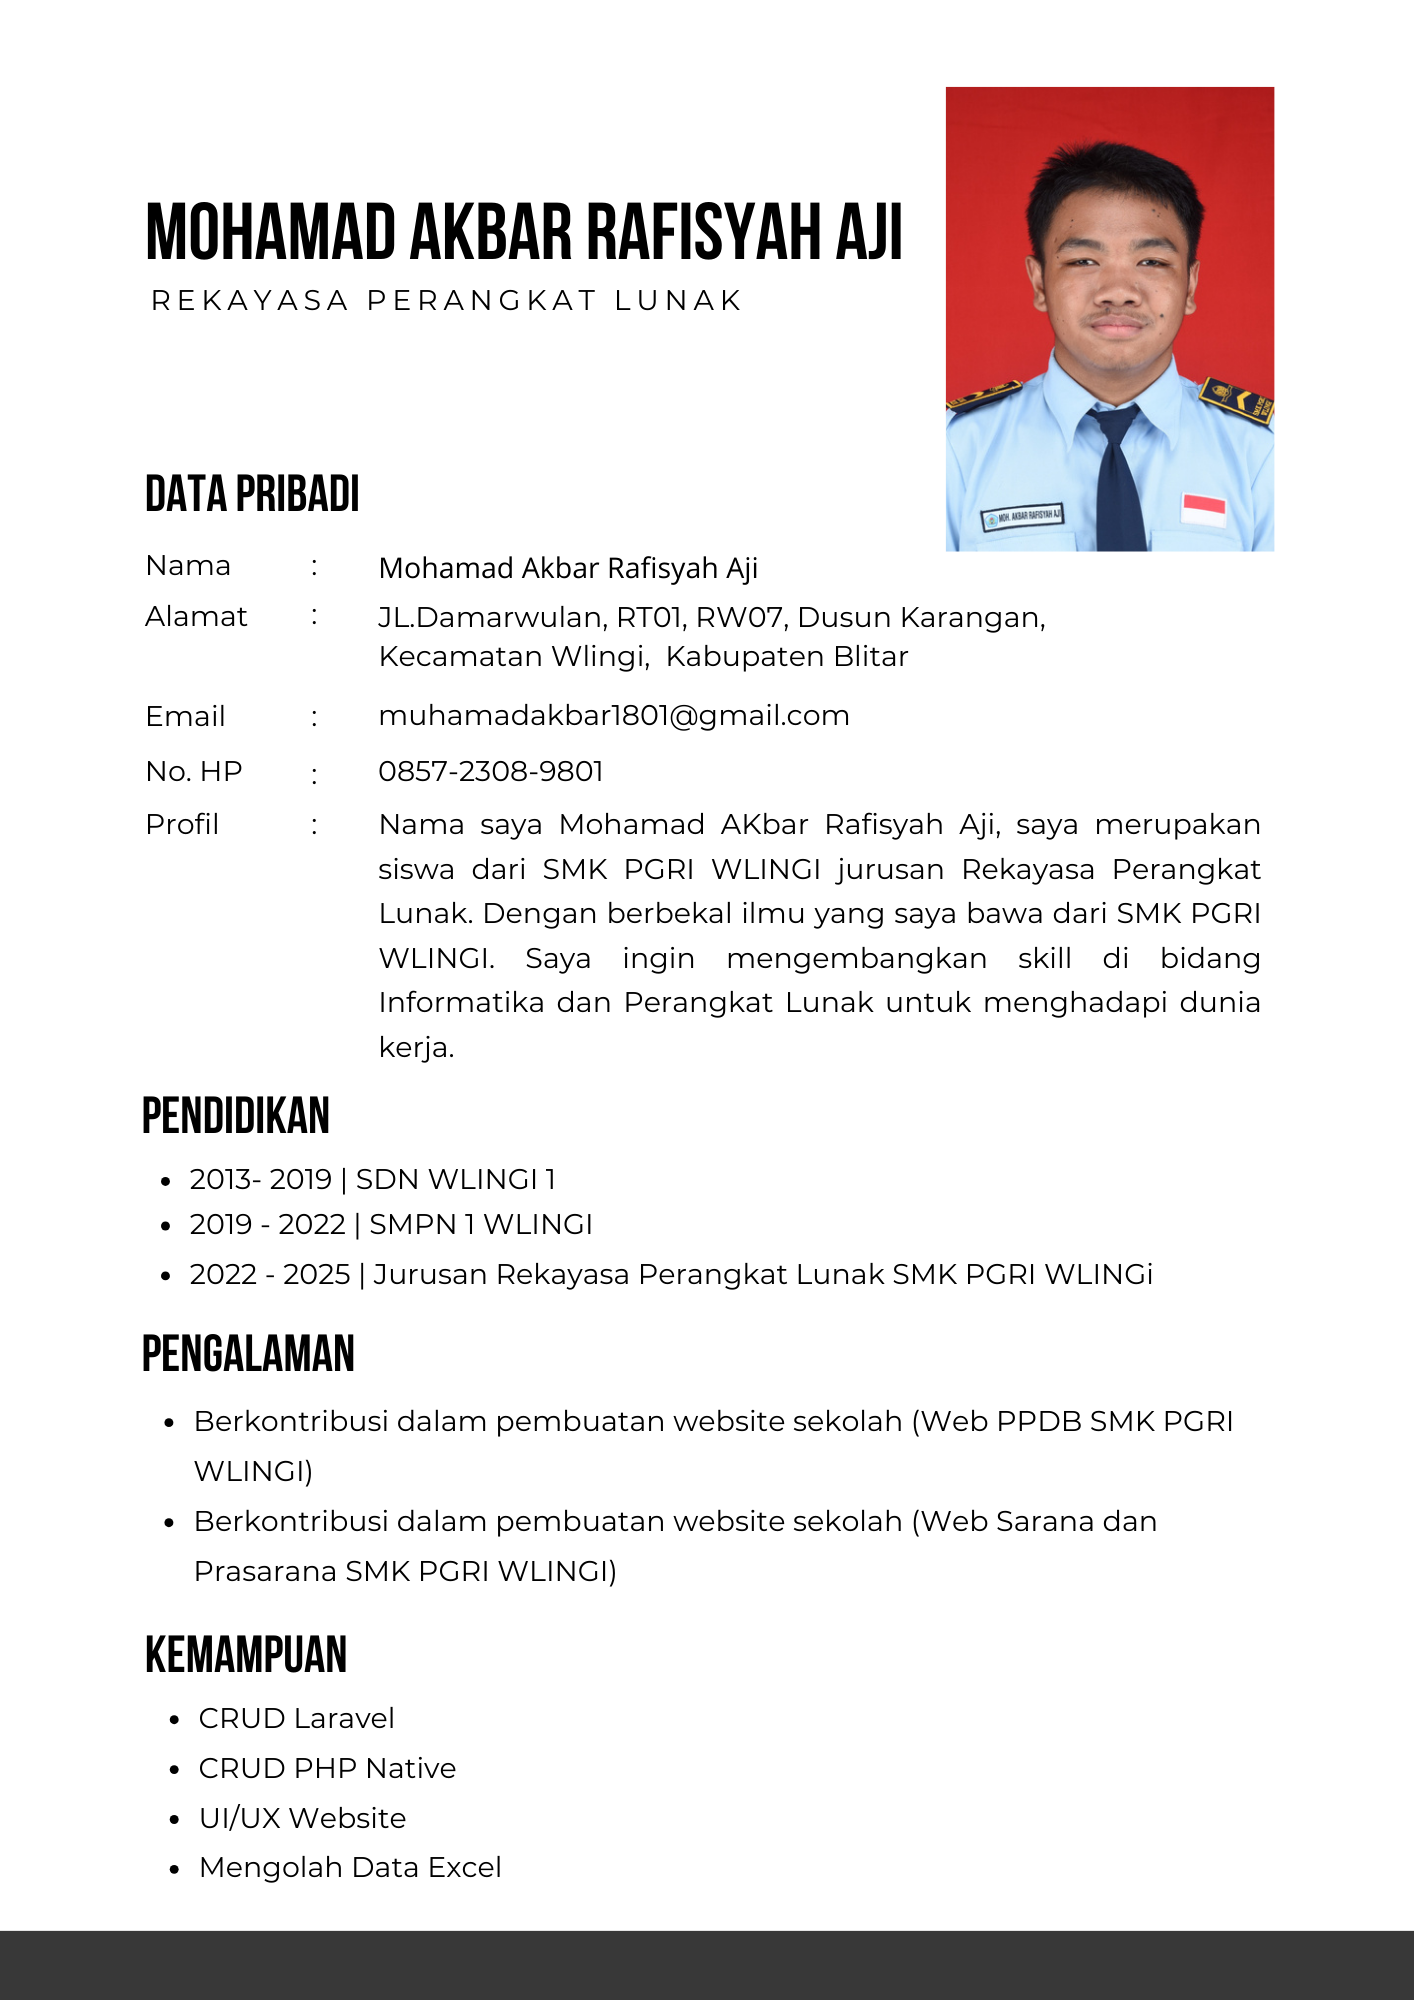 MOHAMAD AKBAR RAFISYAH AJI
REKAYASA PERANGKAT LUNAK
MOH. AKBAR RAFISYAH AJI
DATA PRIBADI
Nama : Mohamad Akbar Rafisyah Aji
Alamat : JL.Damarwulan, RT01, RW07, Dusun Karangan,
Kecamatan Wlingi, Kabupaten Blitar
Email : muhamadakbar1801@gmail.com
No. HP : 0857-2308-9801
Profil : Nama saya Mohamad AKbar Rafisyah Aji, saya merupakan
siswa dari SMK PGRI WLINGI jurusan Rekayasa Perangkat
Lunak. Dengan berbekal ilmu yang saya bawa dari SMK PGRI
WLINGI. Saya ingin mengembangkan skill di bidang
Informatika dan Perangkat Lunak untuk menghadapi dunia
kerja.
PENDIDIKAN
• 2013- 2019 | SDN WLINGI 1
• 2019 - 2022 | SMPN 1 WLINGI
• 2022 - 2025 | Jurusan Rekayasa Perangkat Lunak SMK PGRI WLINGi
PENGALAMAN
• Berkontribusi dalam pembuatan website sekolah (Web PPDB SMK PGRI
WLINGI)
• Berkontribusi dalam pembuatan website sekolah (Web Sarana dan
Prasarana SMK PGRI WLINGI)
KEMAMPUAN
• CRUD Laravel
• CRUD PHP Native
• UI/UX Website
• Mengolah Data Excel